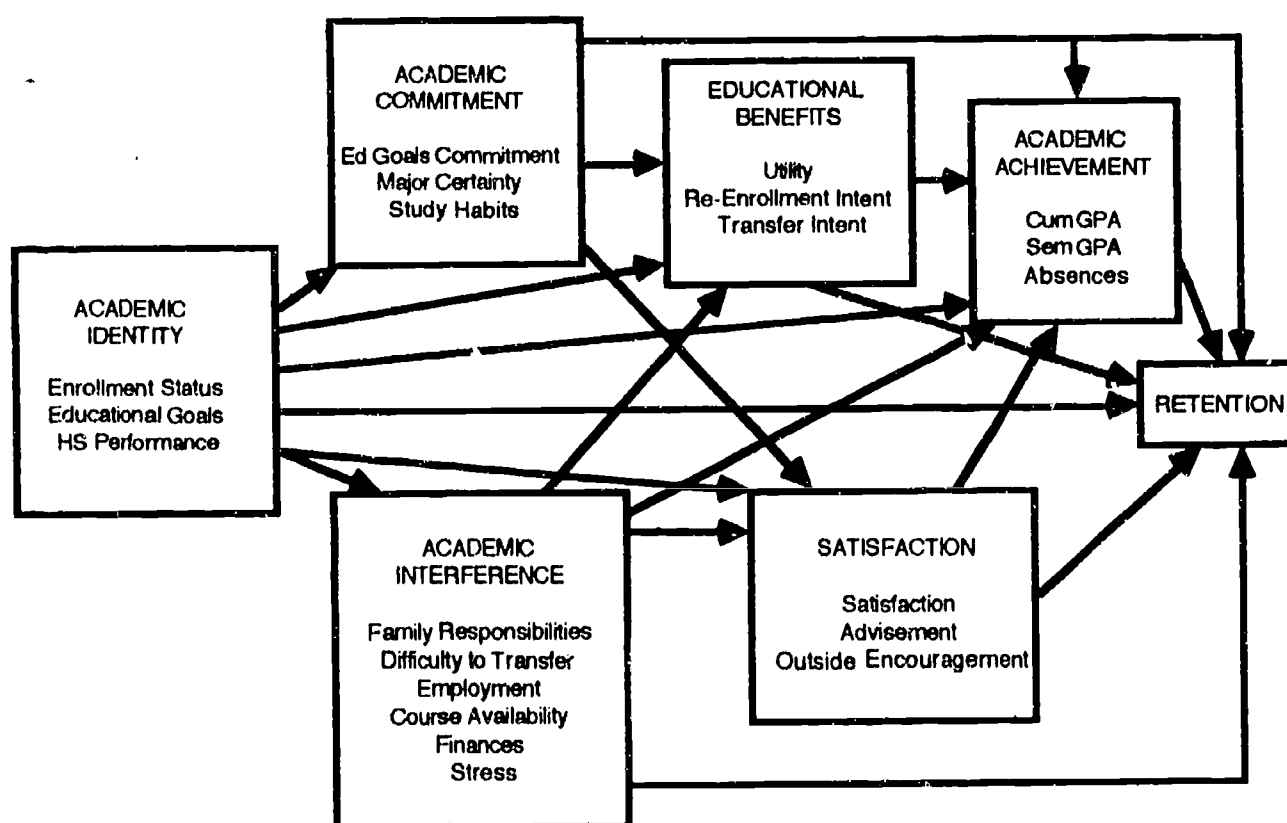 ACADEMIC
COMMITMENT
Ed Goals Commitment
Major Certainty
Study Habits
EDUCATIONAL
BENEFITS
Utility
Re-Enrollment Intent
Transfer Intent
ACADEMIC
ACHIEVEMENT
Cum GPA
Sem GPA
Absences
ACADEMIC
IDENTITY
Enrollment Status
Educational Goals
HS Performance
RETENTION
ACADEMIC
INTERFERENCE
Family Responsibilities
Difficulty to Transfer
Employment
Course Availability
Finances
Stress
SATISFACTION
Satisfaction
Advisement
Outside Encouragement